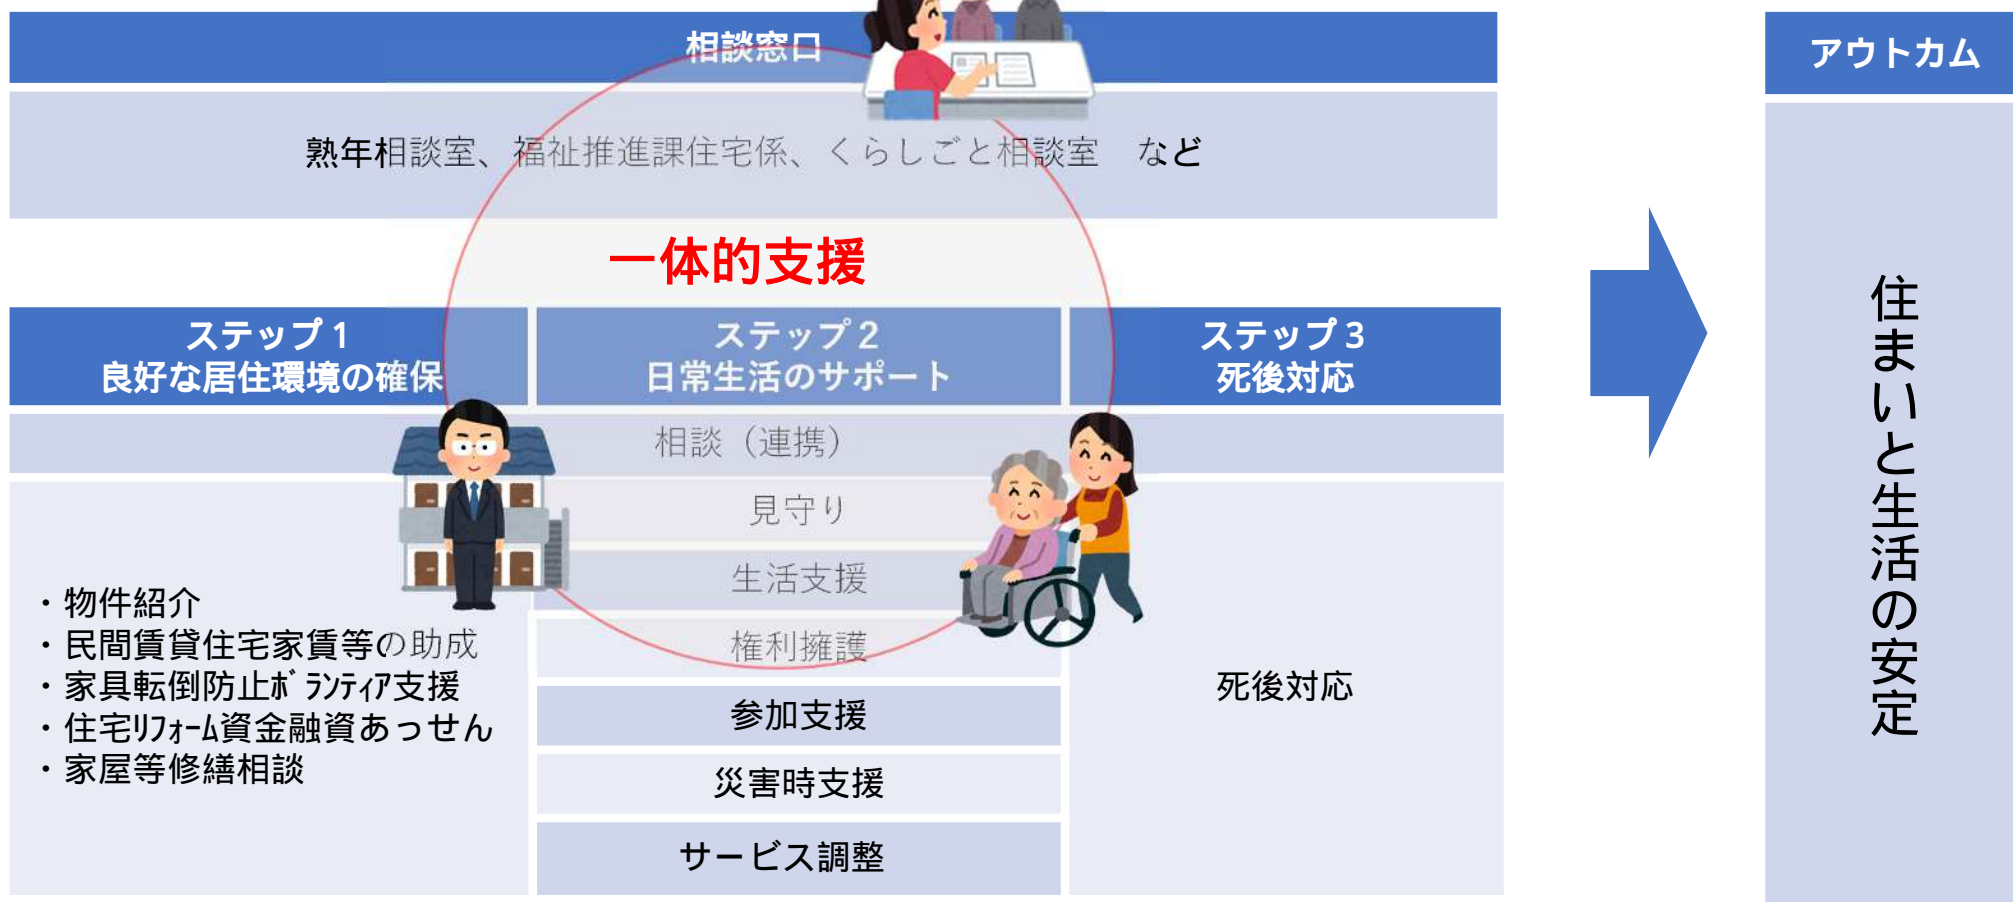 相談窓口
熟年相談室、福祉推進課住宅係、くらしごと相談室　など
一体的支援
ステップ１
良好な居住環境の確保
ステップ２
日常生活のサポート
ステップ３
死後対応
相談（連携）
・物件紹介
・民間賃貸住宅家賃等の助成
・家具転倒防止ﾎﾞﾗﾝﾃｨｱ支援
・住宅ﾘﾌｫｰﾑ資金融資あっせん
・家屋等修繕相談
見守り
生活支援
権利擁護
参加支援
災害時支援
サービス調整
死後対応
アウトカム
住まいと生活の安定